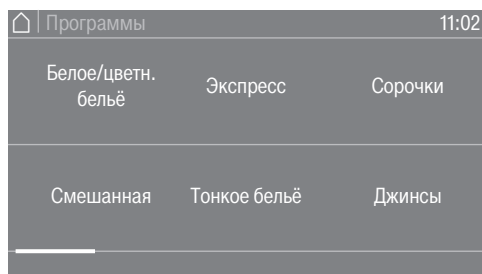 Программы 11:02
Белое/цветн.
бельё
Экспресс
Сорочки
Смешанная
Тонкое бельё
Джинсы